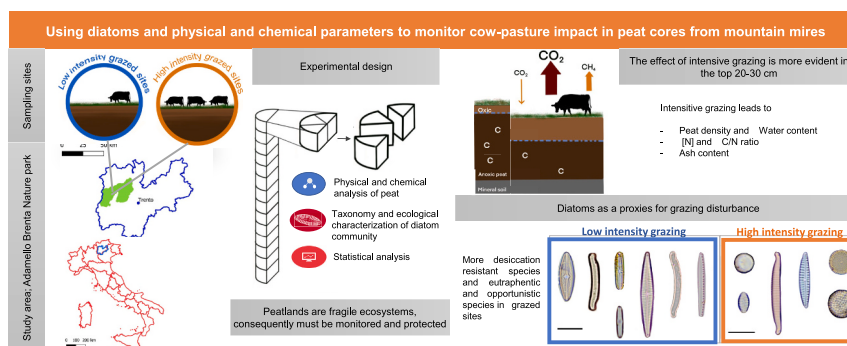 Using diatoms and physical and chemical parameters to monitor cow-pasture impact in peat cores from mountain mires
Sampling sites
Low intensity grazed sites
High intensity grazed sites
0 25 50 km
Trento
Study area: Adamello Brenta Nature park
Experimental design
Physical and chemical
analysis of peat
Taxonomy and ecological
characterization of diatom
community
Statistical analysis
Peatlands are fragile ecosystems,
consequently must be monitored and protected
CO₂
CO₂
CH₄
Oxic
C
C
C
C
C
C
Anoxic peat
Mineral soil
The effect of intensive grazing is more evident in
the top 20-30 cm
Intensitive grazing leads to
- Peat density and Water content
- [N] and C/N ratio
- Ash content
Diatoms as a proxies for grazing disturbance
More desiccation
resistant species
and eutraphentic
and opportunistic
species in grazed
sites
Low intensity grazing
High intensity grazing